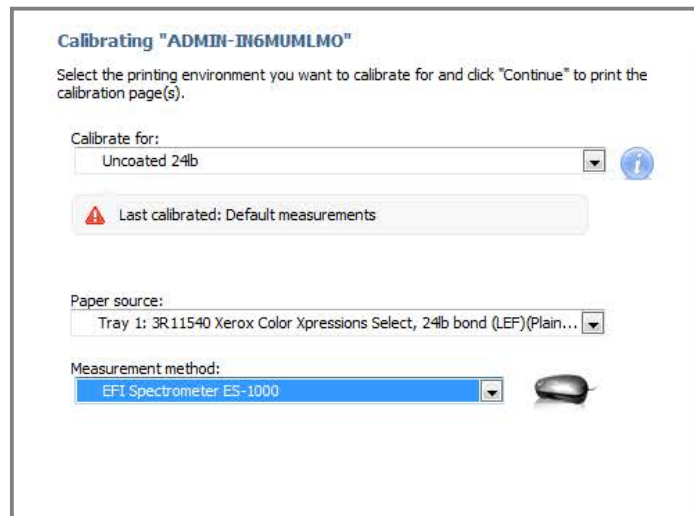 Calibrating "ADMIN-IN6MUMLMO"
Select the printing environment you want to calibrate for and click "Continue" to print the
calibration page(s).
Calibrate for:
Uncoated 24lb
Last calibrated: Default measurements
Paper source:
Tray 1: 3R11540 Xerox Color Xpressions Select, 24lb bond (LEF)(Plain...
Measurement method:
EFI Spectrometer ES-1000